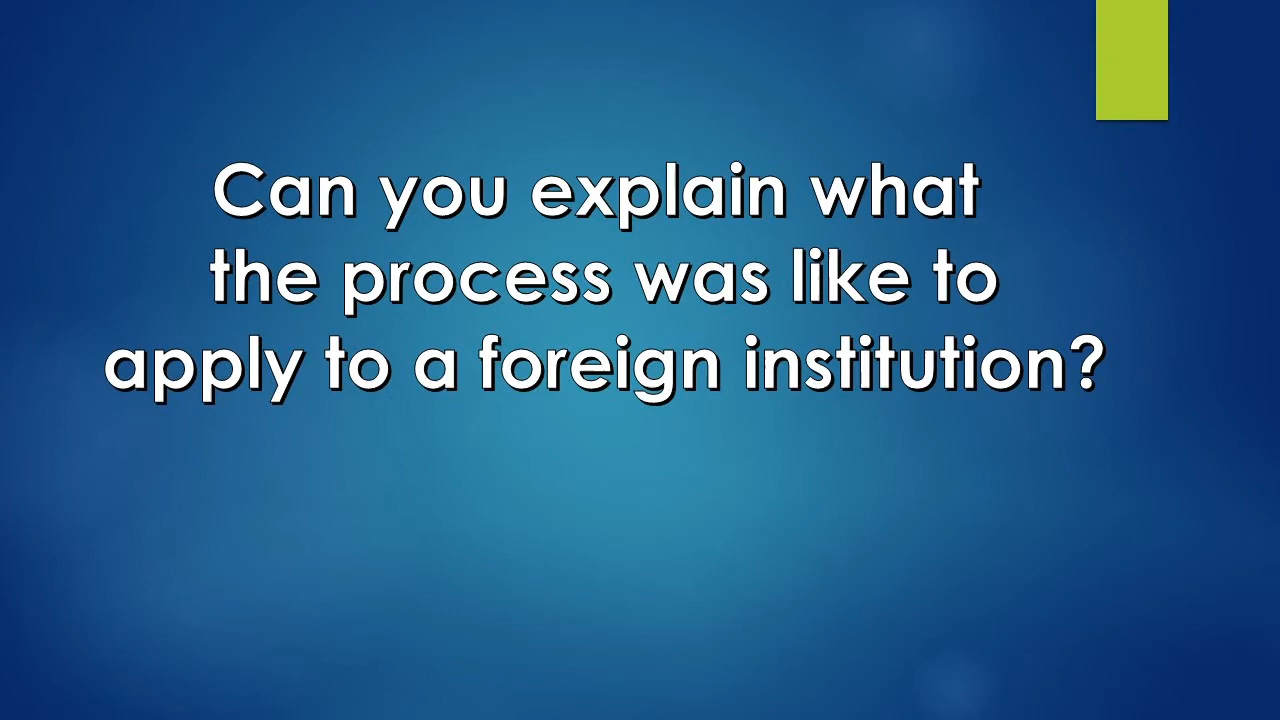 Can you explain what
the process was like to
apply to a foreign institution?